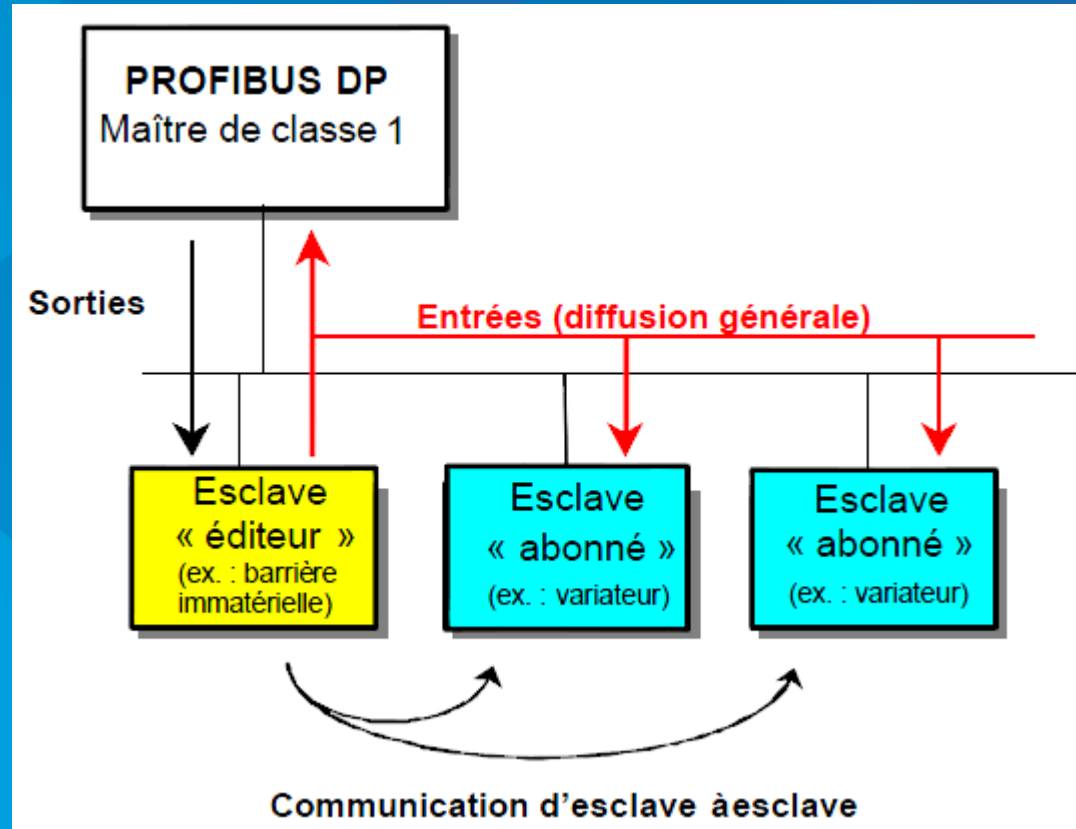 PROFIBUS DP
Maître de classe 1
Sorties
Entrées (diffusion générale)
Esclave
« éditeur »
(ex. : barrière
immatérielle)
Esclave
« abonné »
(ex. : variateur)
Esclave
« abonné »
(ex. : variateur)
Communication d’esclave àesclave